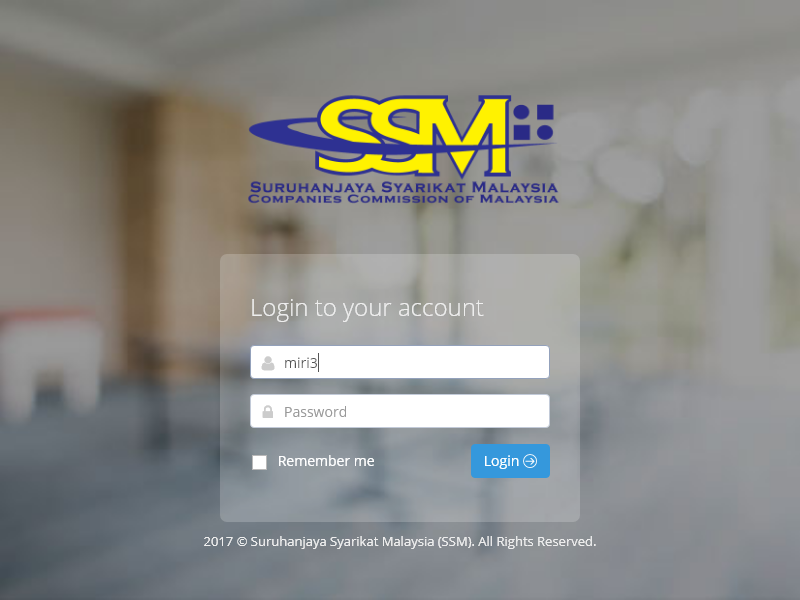 SSM
SURUHANJAYA SYARIKAT MALAYSIA
COMPANIES COMMISSION OF MALAYSIA
Login to your account
miri3
Password
Remember me
Login
2017 © Suruhanjaya Syarikat Malaysia (SSM). All Rights Reserved.